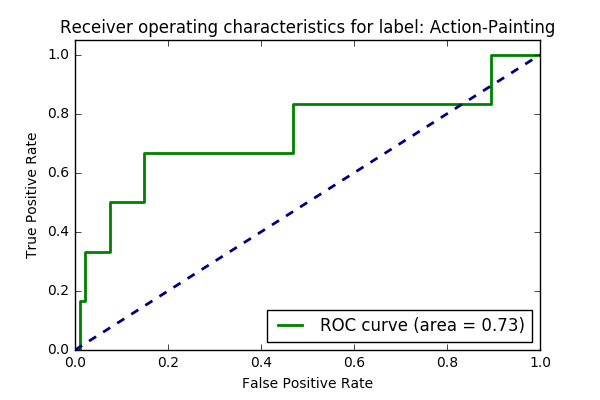 Receiver operating characteristics for label: Action-Painting
1.0
0.8
0.6
0.4
0.2
0.0
True Positive Rate
ROC curve (area = 0.73)
0.0 0.2 0.4 0.6 0.8 1.0
False Positive Rate